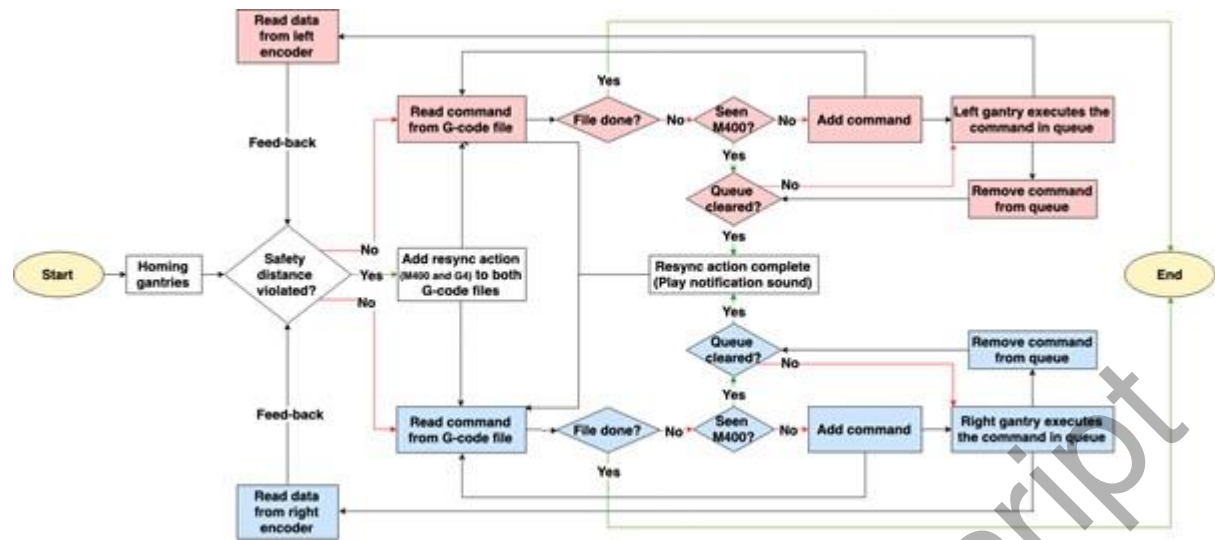 Read data
from left
encoder
Yes
Read command
from G-code file
File done?
No
Seen
M400?
No
Add command
Left gantry executes the
command in queue
Feed-back
Yes
No
Queue
cleared?
Remove command
from queue
No
Yes
Start
Homing
gantries
Safety
distance
violated?
Yes
Add resync action
(M400 and G4) to both
G-code files
Resync action complete
(Play notification sound)
End
No
Yes
Queue
cleared?
No
Remove command
from queue
Feed-back
Yes
Read command
from G-code file
File done?
No
Seen
M400?
No
Add command
Right gantry executes
the command in queue
Yes
Read data
from right
encoder